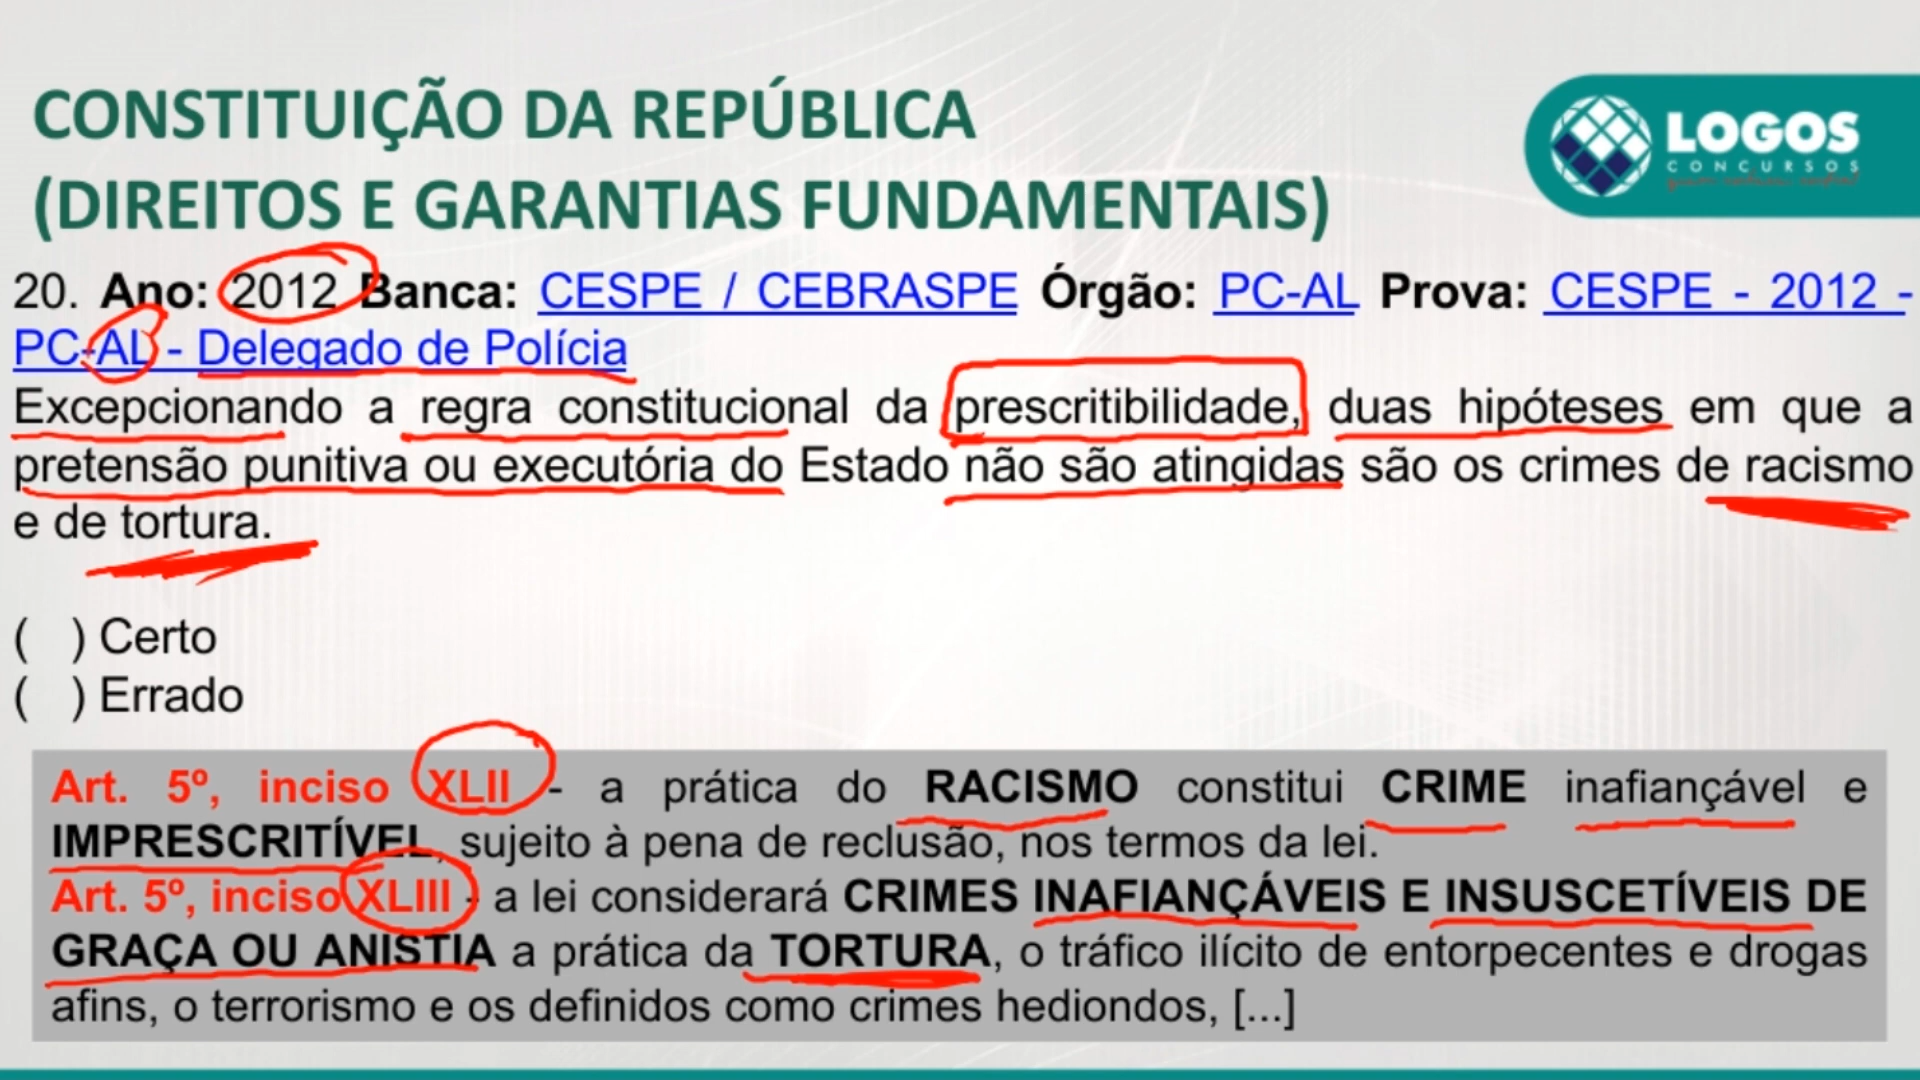 CONSTITUIÇÃO DA REPÚBLICA
(DIREITOS E GARANTIAS FUNDAMENTAIS)
LOGOS
CONCURSOS
20. Ano: 2012 Banca: CESPE / CEBRASPE Órgão: PC-AL Prova: CESPE - 2012 -
PC-AL - Delegado de Polícia
Excepcionando a regra constitucional da prescritibilidade, duas hipóteses em que a
pretensão punitiva ou executória do Estado não são atingidas são os crimes de racismo
e de tortura.
( ) Certo
( ) Errado
Art. 5º, inciso XLII - a prática do RACISMO constitui CRIME inafiançável e
IMPRESCRITÍVEL, sujeito à pena de reclusão, nos termos da lei.
Art. 5º, inciso XLIII - a lei considerará CRIMES INAFIANÇÁVEIS E INSUSCETÍVEIS DE
GRAÇA OU ANISTIA a prática da TORTURA, o tráfico ilícito de entorpecentes e drogas
afins, o terrorismo e os definidos como crimes hediondos, [...]